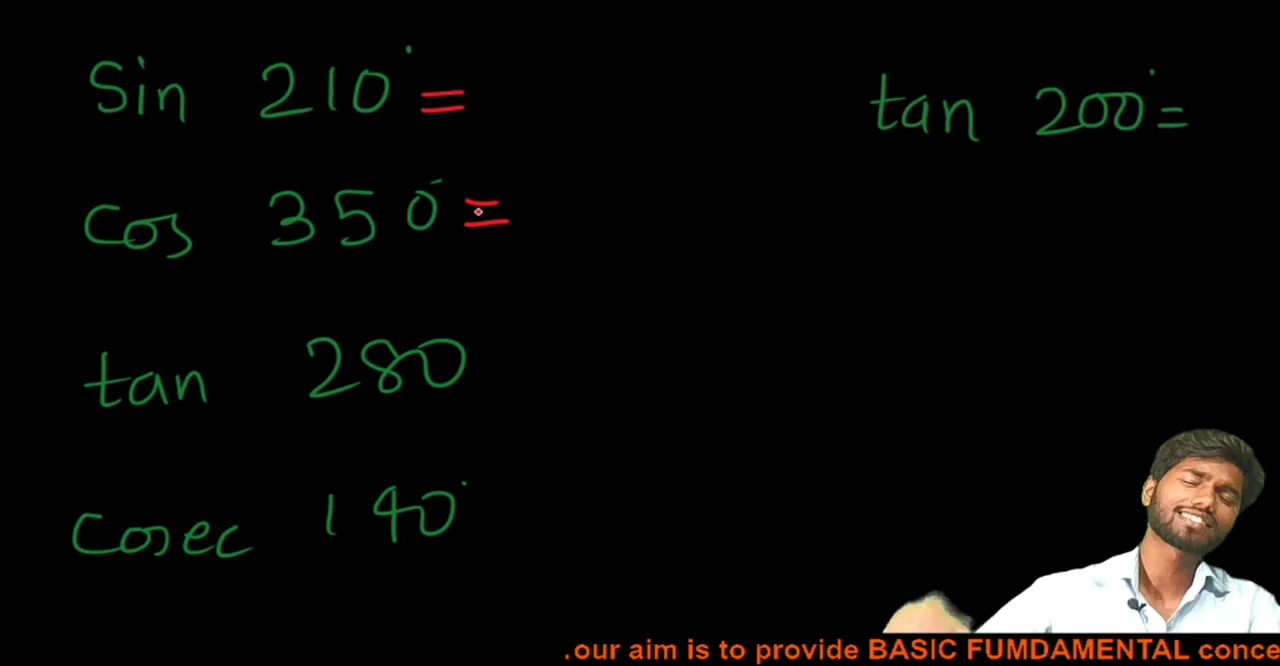 Sin 210° =
tan 200° =
cos 350° =
tan 280
cosec 140°
.our aim is to provide BASIC FUMDAMENTAL conce